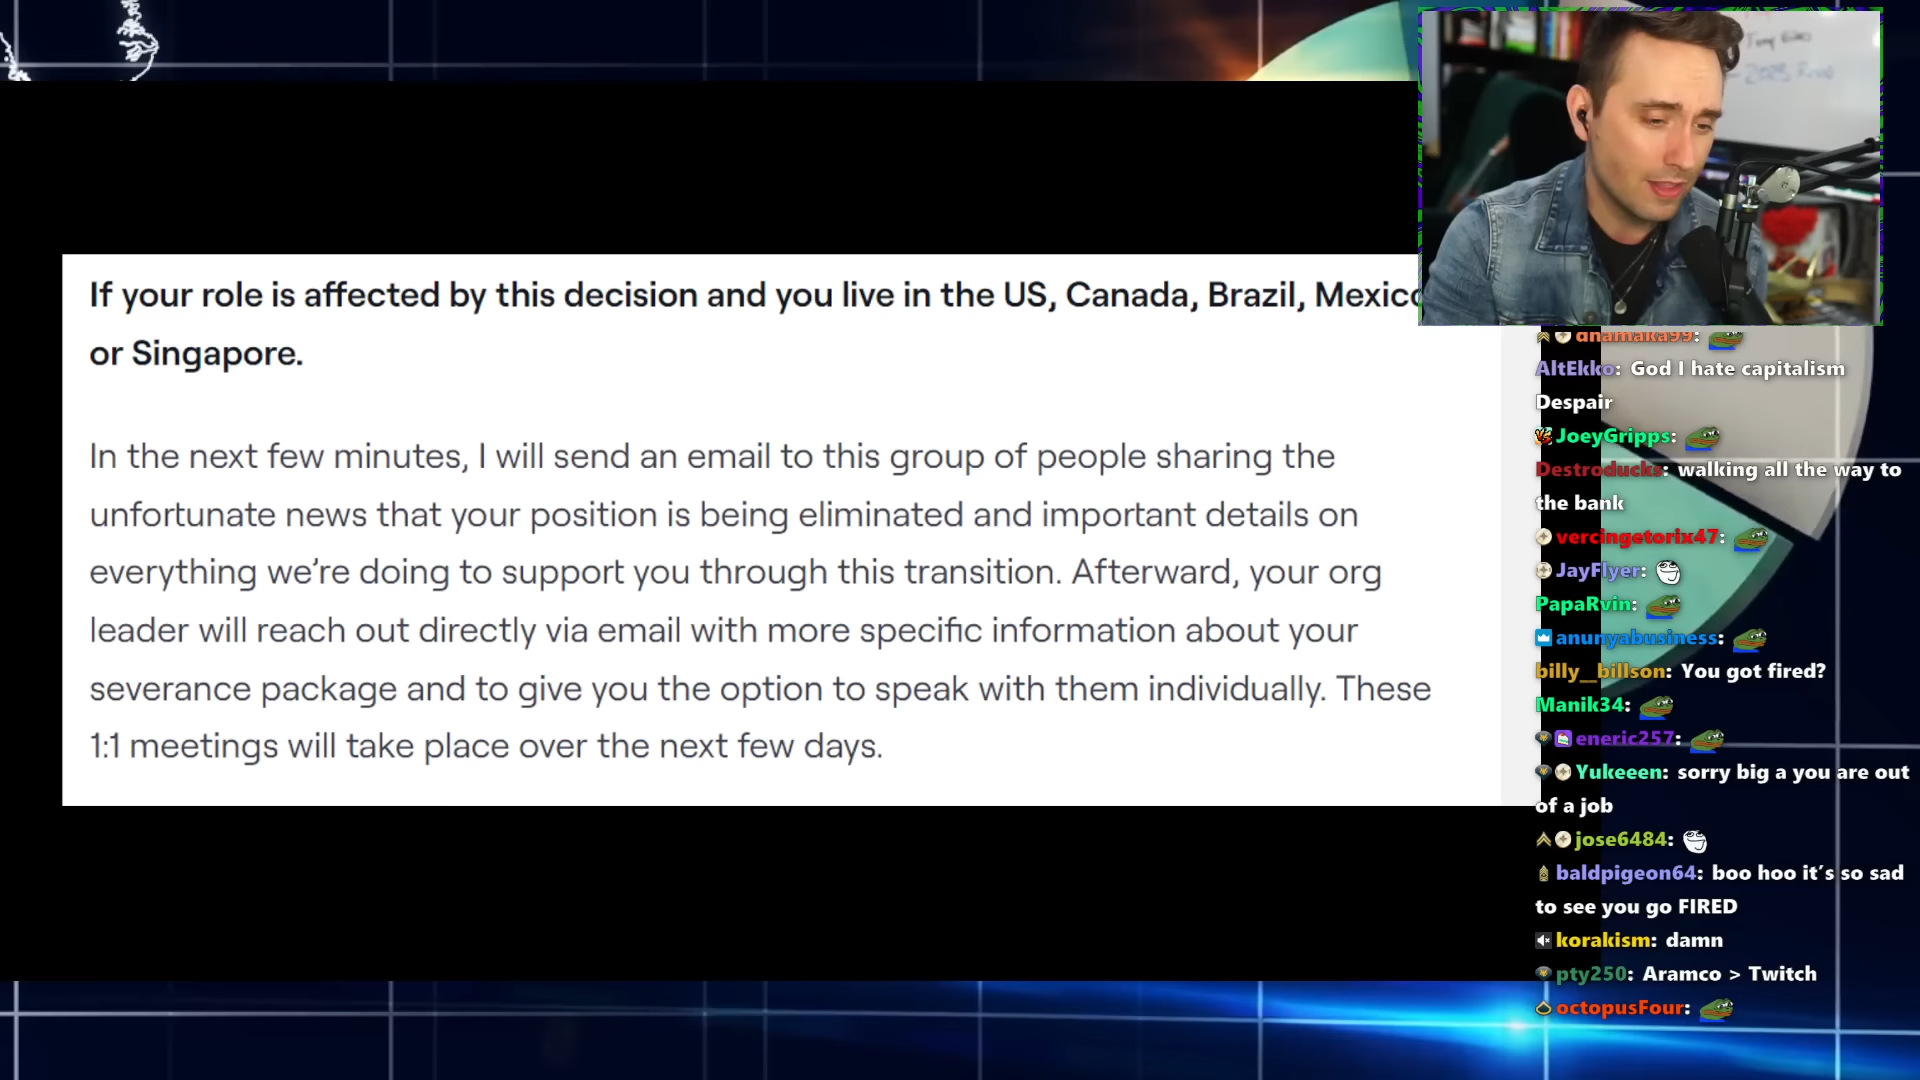 If your role is affected by this decision and you live in the US, Canada, Brazil, Mexico
or Singapore.
In the next few minutes, I will send an email to this group of people sharing the
unfortunate news that your position is being eliminated and important details on
everything we’re doing to support you through this transition. Afterward, your org
leader will reach out directly via email with more specific information about your
severance package and to give you the option to speak with them individually. These
1:1 meetings will take place over the next few days.
dnamaka99:
AltEkko: God I hate capitalism
Despair
JoeyGripps:
Destroducks: walking all the way to
the bank
vercingetorix47:
JayFlyer:
PapaRvin:
anunyabusiness:
billy__billson: You got fired?
Manik34:
eneric257:
Yukeeen: sorry big a you are out
of a job
jose6484:
baldpigeon64: boo hoo it’s so sad
to see you go FIRED
korakism: damn
pty250: Aramco > Twitch
octopusFour: